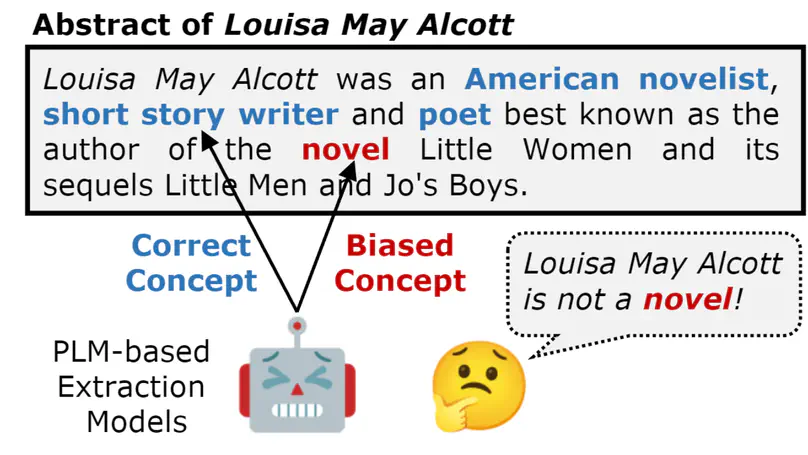 Abstract of Louisa May Alcott
Louisa May Alcott was an American novelist,
short story writer and poet best known as the
author of the novel Little Women and its
sequels Little Men and Jo's Boys.
Correct
Concept
Biased
Concept
Louisa May Alcott
is not a novel!
PLM-based
Extraction
Models